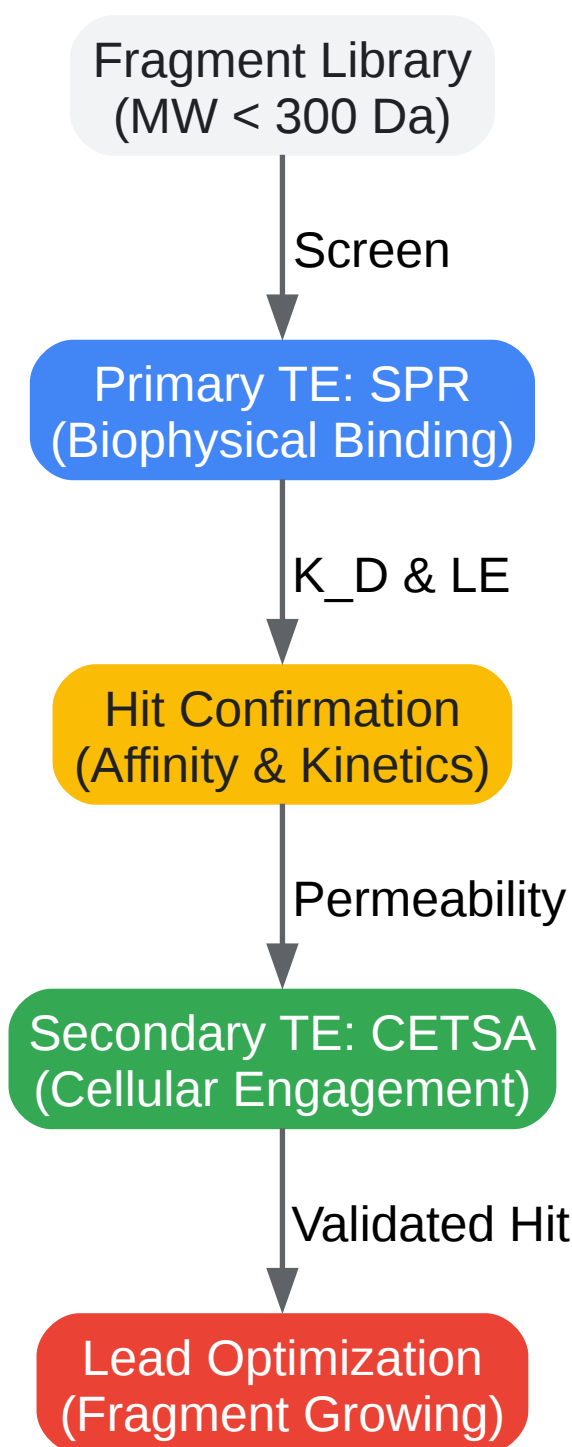 Fragment Library
(MW < 300 Da)
Screen
Primary TE: SPR
(Biophysical Binding)
K_D & LE
Hit Confirmation
(Affinity & Kinetics)
Permeability
Secondary TE: CETSA
(Cellular Engagement)
Validated Hit
Lead Optimization
(Fragment Growing)